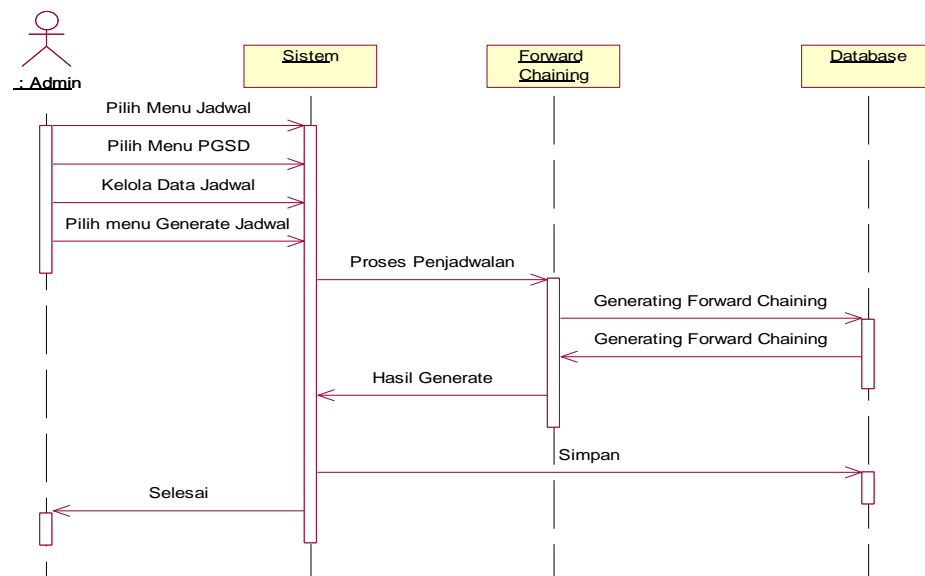 : Admin
Sistem
Forward
Chaining
Database
Pilih Menu Jadwal
Pilih Menu PGSD
Kelola Data Jadwal
Pilih menu Generate Jadwal
Proses Penjadwalan
Generating Forward Chaining
Generating Forward Chaining
Hasil Generate
Simpan
Selesai